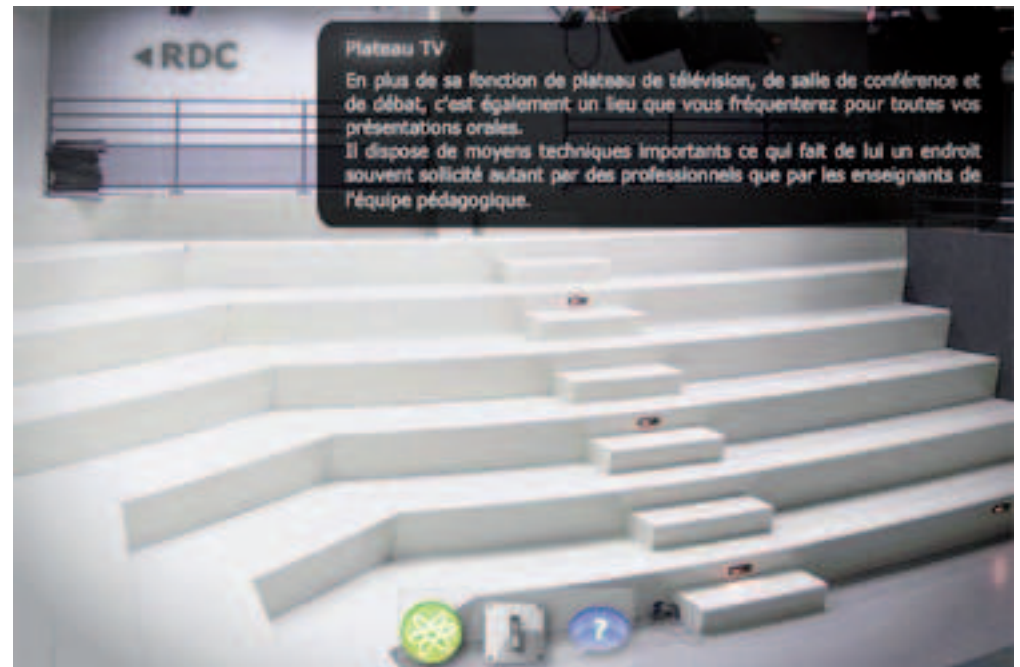 ◄RDC
Plateau TV
En plus de sa fonction de plateau de télévision, de salle de conférence et
de débat, c'est également un lieu que vous fréquenterez pour toutes vos
présentations orales.
Il dispose de moyens techniques importants ce qui fait de lui un endroit
souvent sollicité autant par des professionnels que par les enseignants de
l'équipe pédagogique.
?